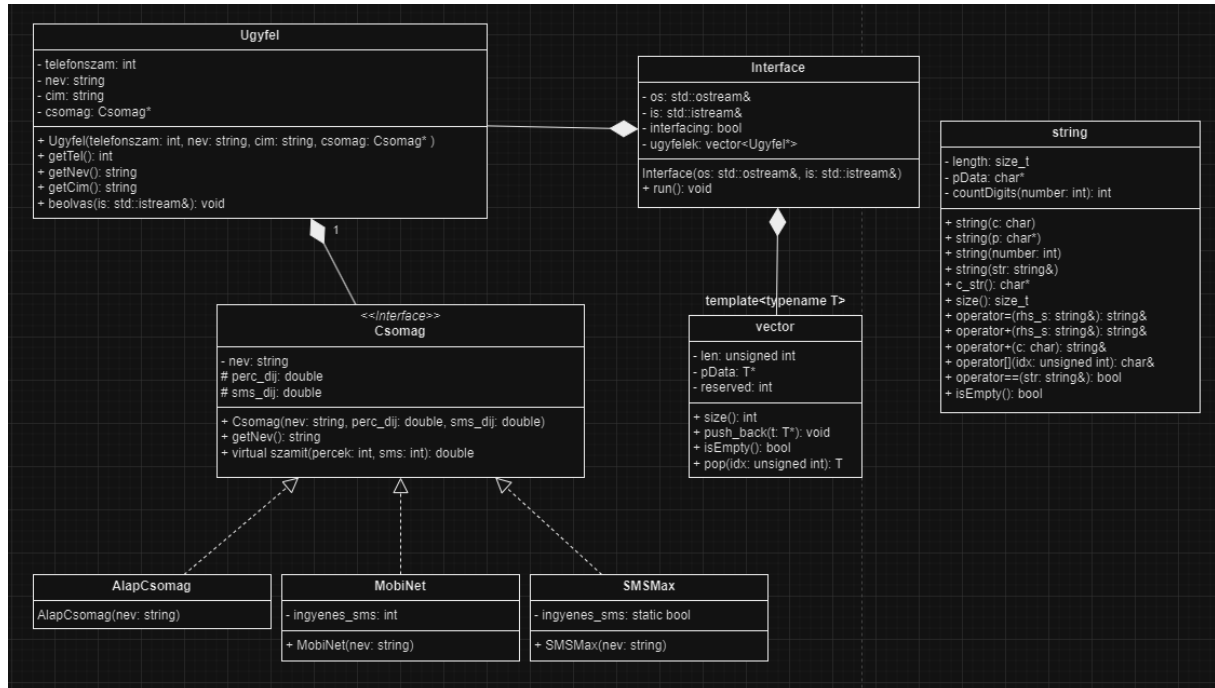 Ugyfel
- telefonszam: int
- nev: string
- cim: string
- csomag: Csomag*
+ Ugyfel(telefonszam: int, nev: string, cim: string, csomag: Csomag* )
+ getTel(): int
+ getNev(): string
+ getCim(): string
+ beolvas(is: std::istream&): void
1
Interface
- os: std::ostream&
- is: std::istream&
- interfacing: bool
- ugyfelek: vector<Ugyfel*>
Interface(os: std::ostream&, is: std::istream&)
+ run(): void
string
- length: size_t
- pData: char*
- countDigits(number: int): int
+ string(c: char)
+ string(p: char*)
+ string(number: int)
+ string(str: string&)
+ c_str(): char*
+ size(): size_t
+ operator=(rhs_s: string&): string&
+ operator+(rhs_s: string&): string&
+ operator+(c: char): string&
+ operator[](idx: unsigned int): char&
+ operator==(str: string&): bool
+ isEmpty(): bool
<<Interface>>
Csomag
- nev: string
# perc_dij: double
# sms_dij: double
+ Csomag(nev: string, perc_dij: double, sms_dij: double)
+ getNev(): string
+ virtual szamit(percek: int, sms: int): double
template<typename T>
vector
- len: unsigned int
- pData: T*
- reserved: int
+ size(): int
+ push_back(t: T*): void
+ isEmpty(): bool
+ pop(idx: unsigned int): T
AlapCsomag
AlapCsomag(nev: string)
MobiNet
- ingyenes_sms: int
+ MobiNet(nev: string)
SMSMax
- ingyenes_sms: static bool
+ SMSMax(nev: string)